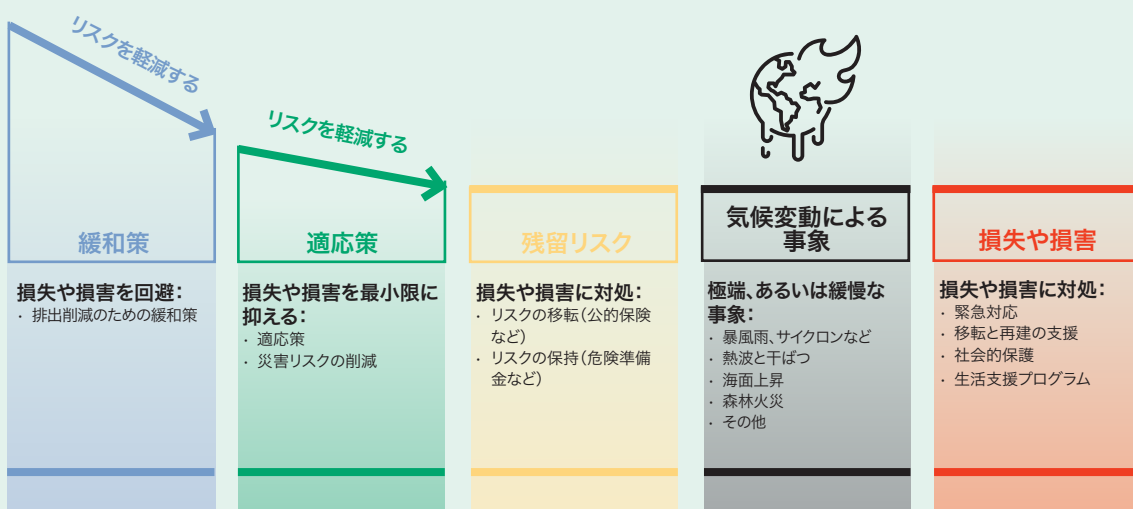 リスクを軽減する
緩和策
損失や損害を回避：
・ 排出削減のための緩和策
リスクを軽減する
適応策
損失や損害を最小限に
抑える：
・ 適応策
・ 災害リスクの削減
残留リスク
損失や損害に対処：
・ リスクの移転（公的保険
など）
・ リスクの保持（危険準備
金など）
気候変動による
事象
極端、あるいは緩慢な
事象：
・ 暴風雨、サイクロンなど
・ 熱波と干ばつ
・ 海面上昇
・ 森林火災
・ その他
損失や損害
損失や損害に対処：
・ 緊急対応
・ 移転と再建の支援
・ 社会的保護
・ 生活支援プログラム